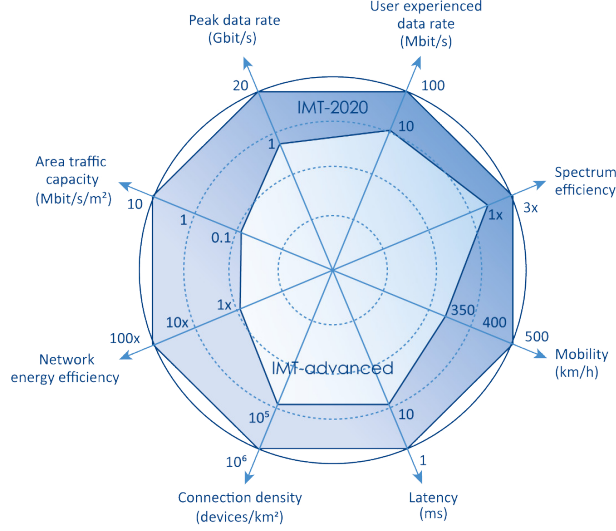 Peak data rate
(Gbit/s)
User experienced
data rate
(Mbit/s)
20
100
IMT-2020
1
10
Area traffic
capacity
(Mbit/s/m²)
Spectrum
efficiency
10
1
0.1
1x
3x
1x
350
10x
400
100x
500
Network
energy efficiency
Mobility
(km/h)
IMT-advanced
10⁵
10
10⁶
1
Connection density
(devices/km²)
Latency
(ms)